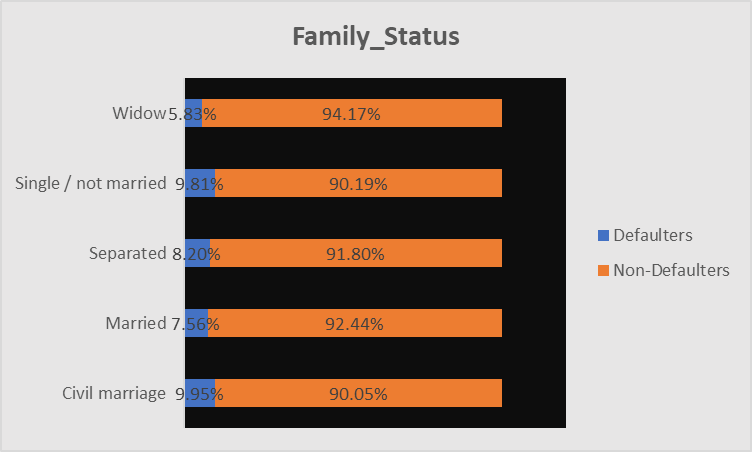 Family_Status
Widow 5.83% 94.17%
Single / not married 9.81% 90.19%
Separated 8.20% 91.80%
Married 7.56% 92.44%
Civil marriage 9.95% 90.05%
Defaulters
Non-Defaulters